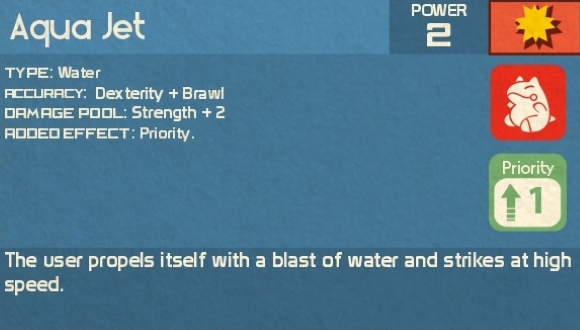 Aqua Jet
POWER
2
TYPE: Water
ACCURACY: Dexterity + Brawl
DAMAGE POOL: Strength + 2
ADDED EFFECT: Priority.
Priority
1
The user propels itself with a blast of water and strikes at high
speed.